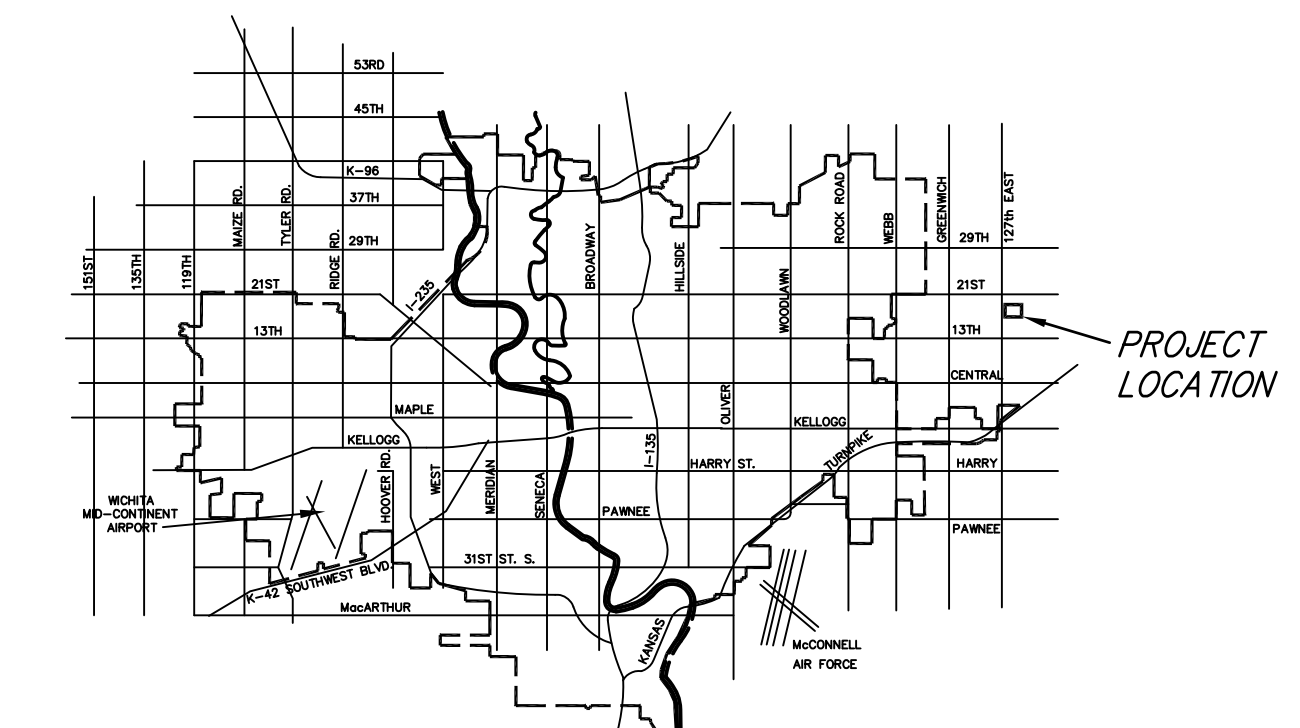 53RD
45TH
K-96
37TH
29TH
21ST
13TH
MAIZE RD.
TYLER RD.
RIDGE RD.
151ST
135TH
119TH
I-235
BROADWAY
HILLSIDE
WOODLAWN
ROCK ROAD
WEBB
GREENWICH
127th EAST
29TH
21ST
13TH
PROJECT
LOCATION
CENTRAL
MAPLE
OLIVER
KELLOGG
KELLOGG
I-135
HARRY ST.
TURNPIKE
HARRY
HOOVER RD.
WEST
MERIDIAN
SENECA
WICHITA
MID-CONTINENT
AIRPORT
PAWNEE
PAWNEE
31ST ST. S.
K-42 SOUTHWEST BLVD.
MacARTHUR
KANSAS
McCONNELL
AIR FORCE